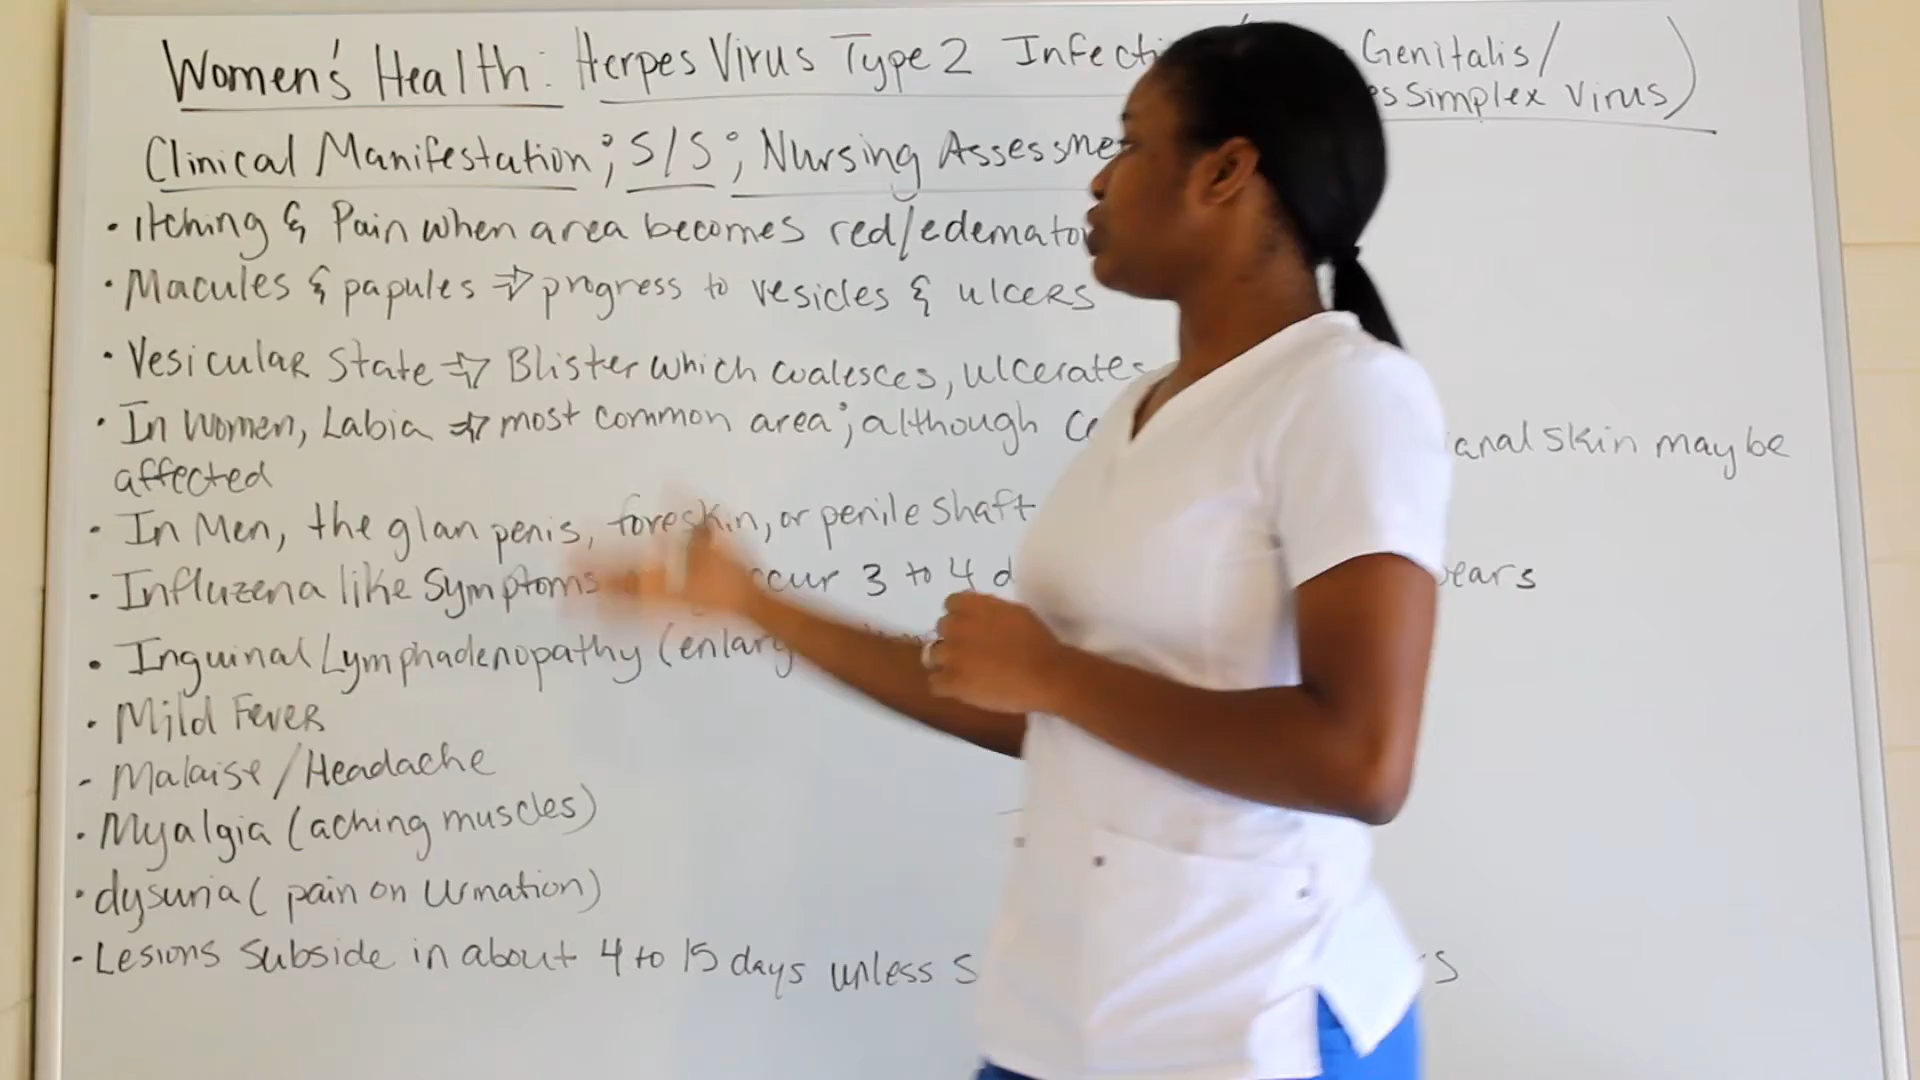 Women's Health: Herpes Virus Type 2 Infecti Genitalis/
Simplex Virus)
Clinical Manifestation; S/S; Nursing Assessme
• Itching & Pain when area becomes red/edemato
• Macules & papules ⇒ progress to vesicles & ulcers
• Vesicular State ⇒ Blister which coalesces, ulcerates
• In Women, Labia ⇒ most common area; although anal skin may be
affected
• In Men, the glan penis, foreskin, or penile shaft
• Influzena like Symptoms occur 3 to 4 d
• Inguinal Lymphadenopathy (enlarg
• Mild Fever
- Malaise/Headache
• Myalgia (aching muscles)
• dysuria ( pain on Urination)
• Lesions Subside in about 4 to 15 days unless S